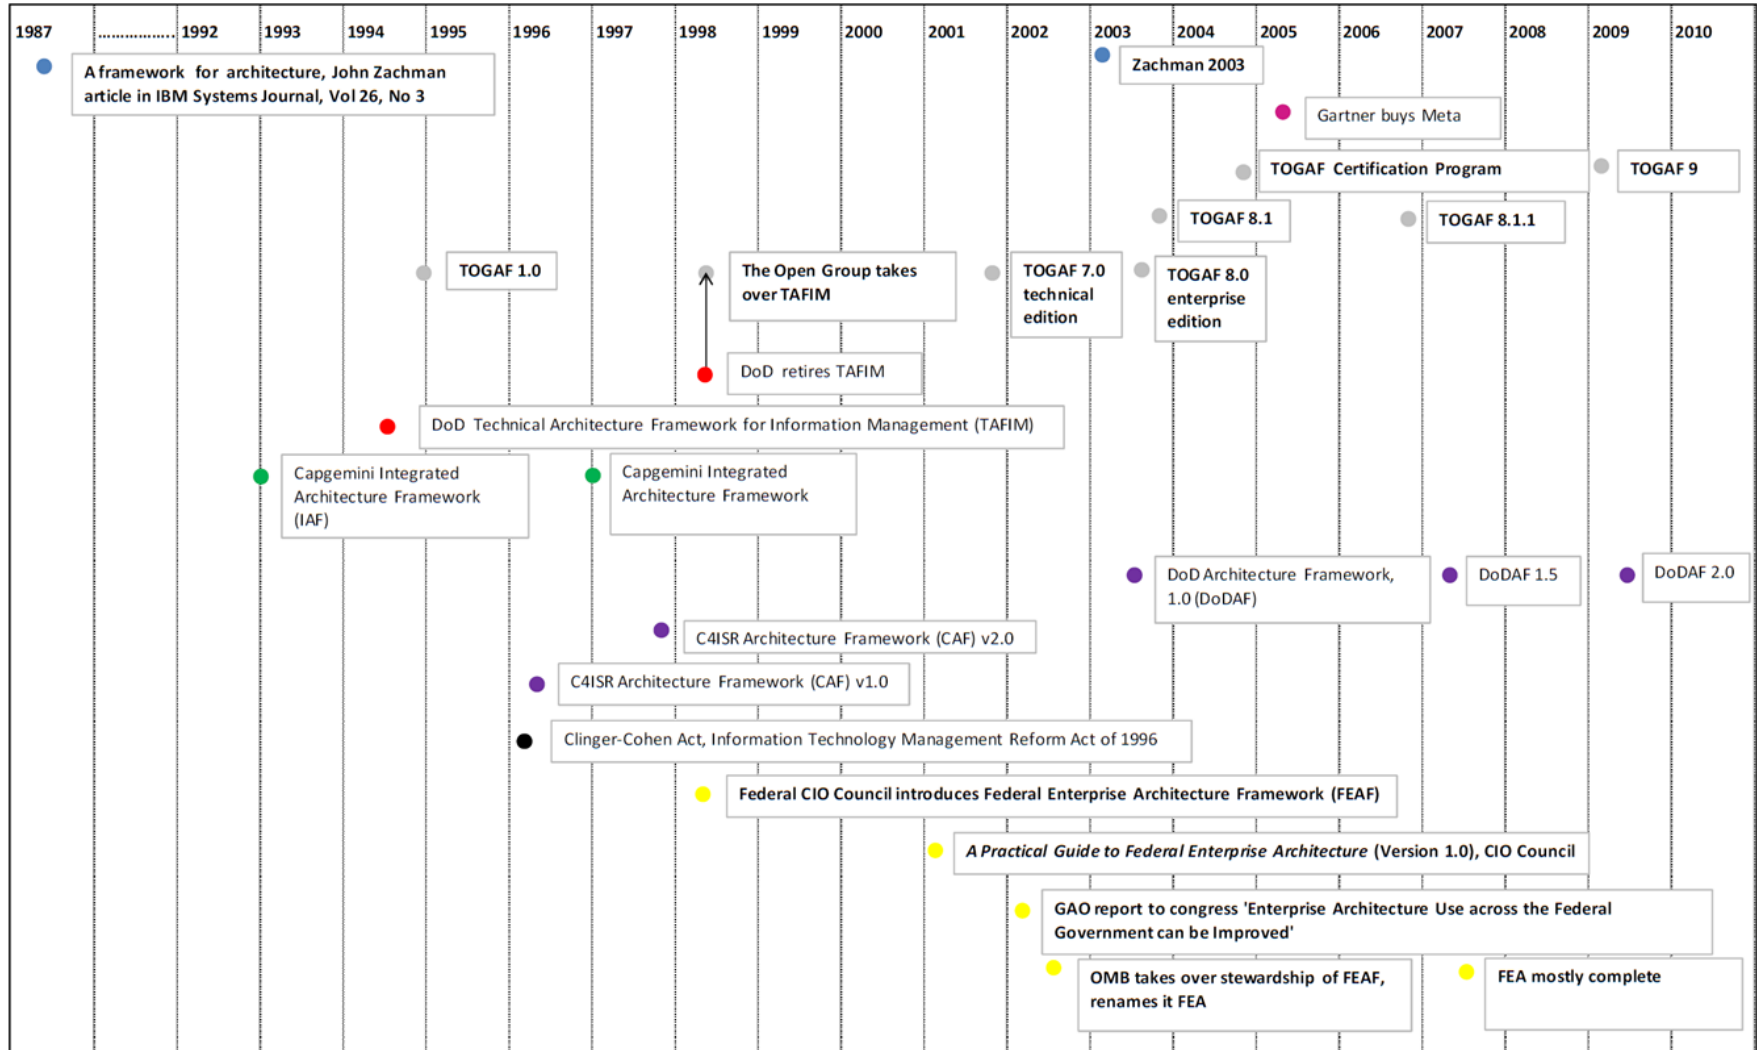 1987 ................. 1992 1993 1994 1995 1996 1997 1998 1999 2000 2001 2002 2003 2004 2005 2006 2007 2008 2009 2010
A framework for architecture, John Zachman
article in IBM Systems Journal, Vol 26, No 3
Zachman 2003
Gartner buys Meta
TOGAF Certification Program
TOGAF 9
TOGAF 8.1
TOGAF 8.1.1
TOGAF 1.0
The Open Group takes
over TAFIM
TOGAF 7.0
technical
edition
TOGAF 8.0
enterprise
edition
DoD retires TAFIM
DoD Technical Architecture Framework for Information Management (TAFIM)
Capgemini Integrated
Architecture Framework
(IAF)
Capgemini Integrated
Architecture Framework
DoD Architecture Framework,
1.0 (DoDAF)
DoDAF 1.5
DoDAF 2.0
C4ISR Architecture Framework (CAF) v2.0
C4ISR Architecture Framework (CAF) v1.0
Clinger-Cohen Act, Information Technology Management Reform Act of 1996
Federal CIO Council introduces Federal Enterprise Architecture Framework (FEAF)
A Practical Guide to Federal Enterprise Architecture (Version 1.0), CIO Council
GAO report to congress 'Enterprise Architecture Use across the Federal
Government can be Improved'
OMB takes over stewardship of FEAF,
renames it FEA
FEA mostly complete